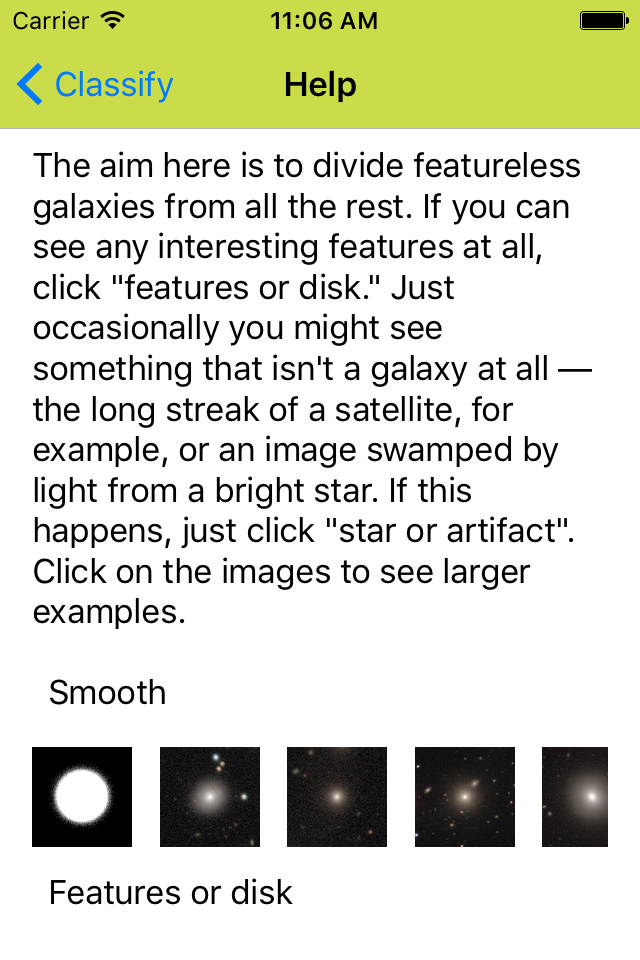 Carrier 11:06 AM
Classify Help
The aim here is to divide featureless
galaxies from all the rest. If you can
see any interesting features at all,
click "features or disk." Just
occasionally you might see
something that isn't a galaxy at all —
the long streak of a satellite, for
example, or an image swamped by
light from a bright star. If this
happens, just click "star or artifact".
Click on the images to see larger
examples.
Smooth
Features or disk